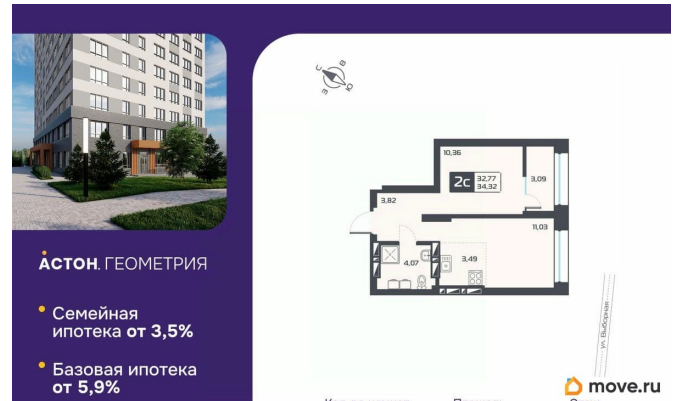 АСТОН. ГЕОМЕТРИЯ
Семейная
ипотека от 3,5%
Базовая ипотека
от 5,9%
С
В
З
Ю
10,36
2с
32,77
34,32
3,09
3,82
11,03
4,07
3,49
ул. Выборная
move.ru